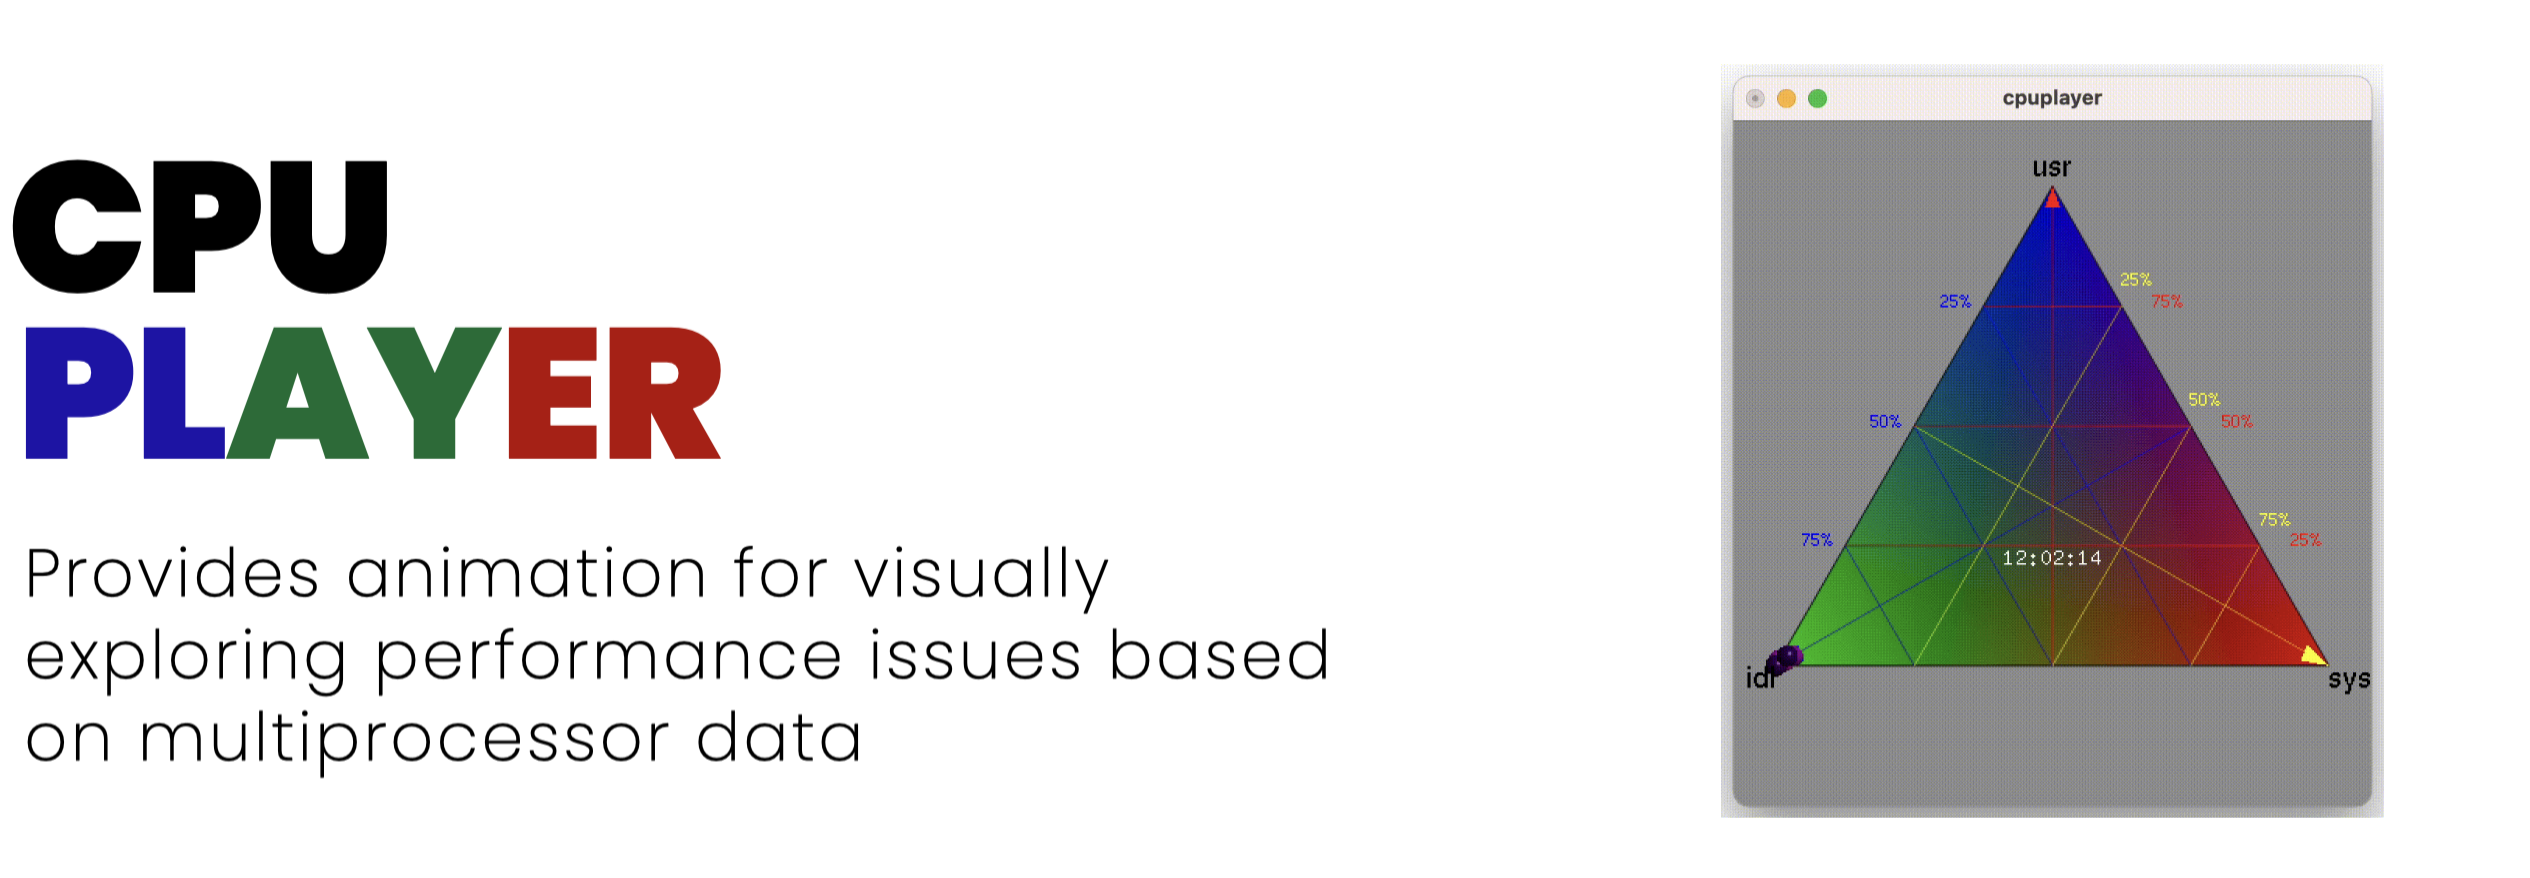 CPU
PLAYER
Provides animation for visually
exploring performance issues based
on multiprocessor data
cpuplayer
usr
25%
25% 75%
50%
50% 50%
75%
75% 25%
12:02:14
idl sys